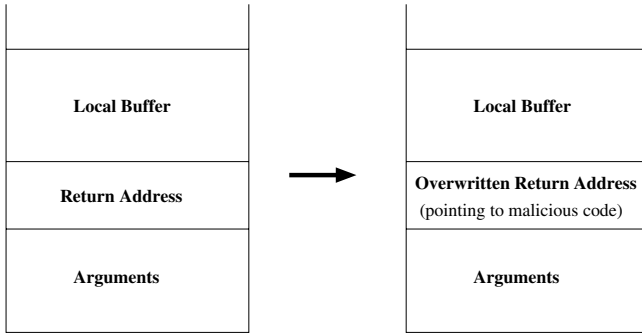 Local Buffer
Return Address
Arguments
Local Buffer
Overwritten Return Address
(pointing to malicious code)
Arguments